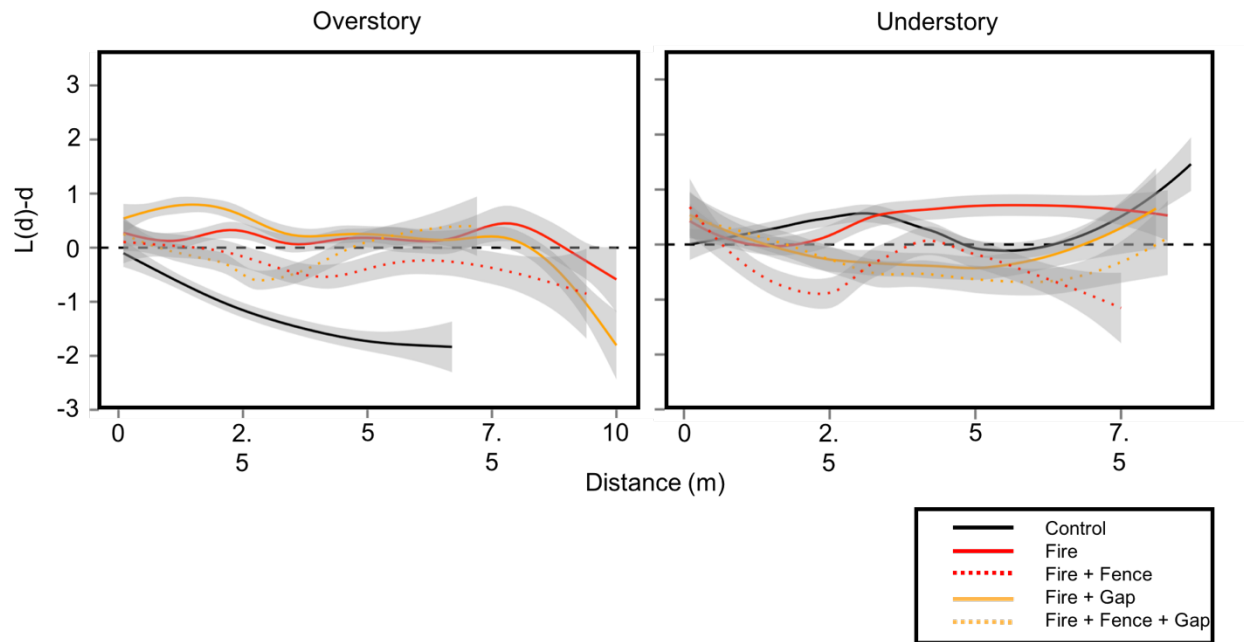 Overstory
Understory
L(d)-d
3
2
1
0
-1
-2
-3
0
2.
5
5
7.
5
10
0
2.
5
5
7.
5
Distance (m)
Control
Fire
Fire + Fence
Fire + Gap
Fire + Fence + Gap